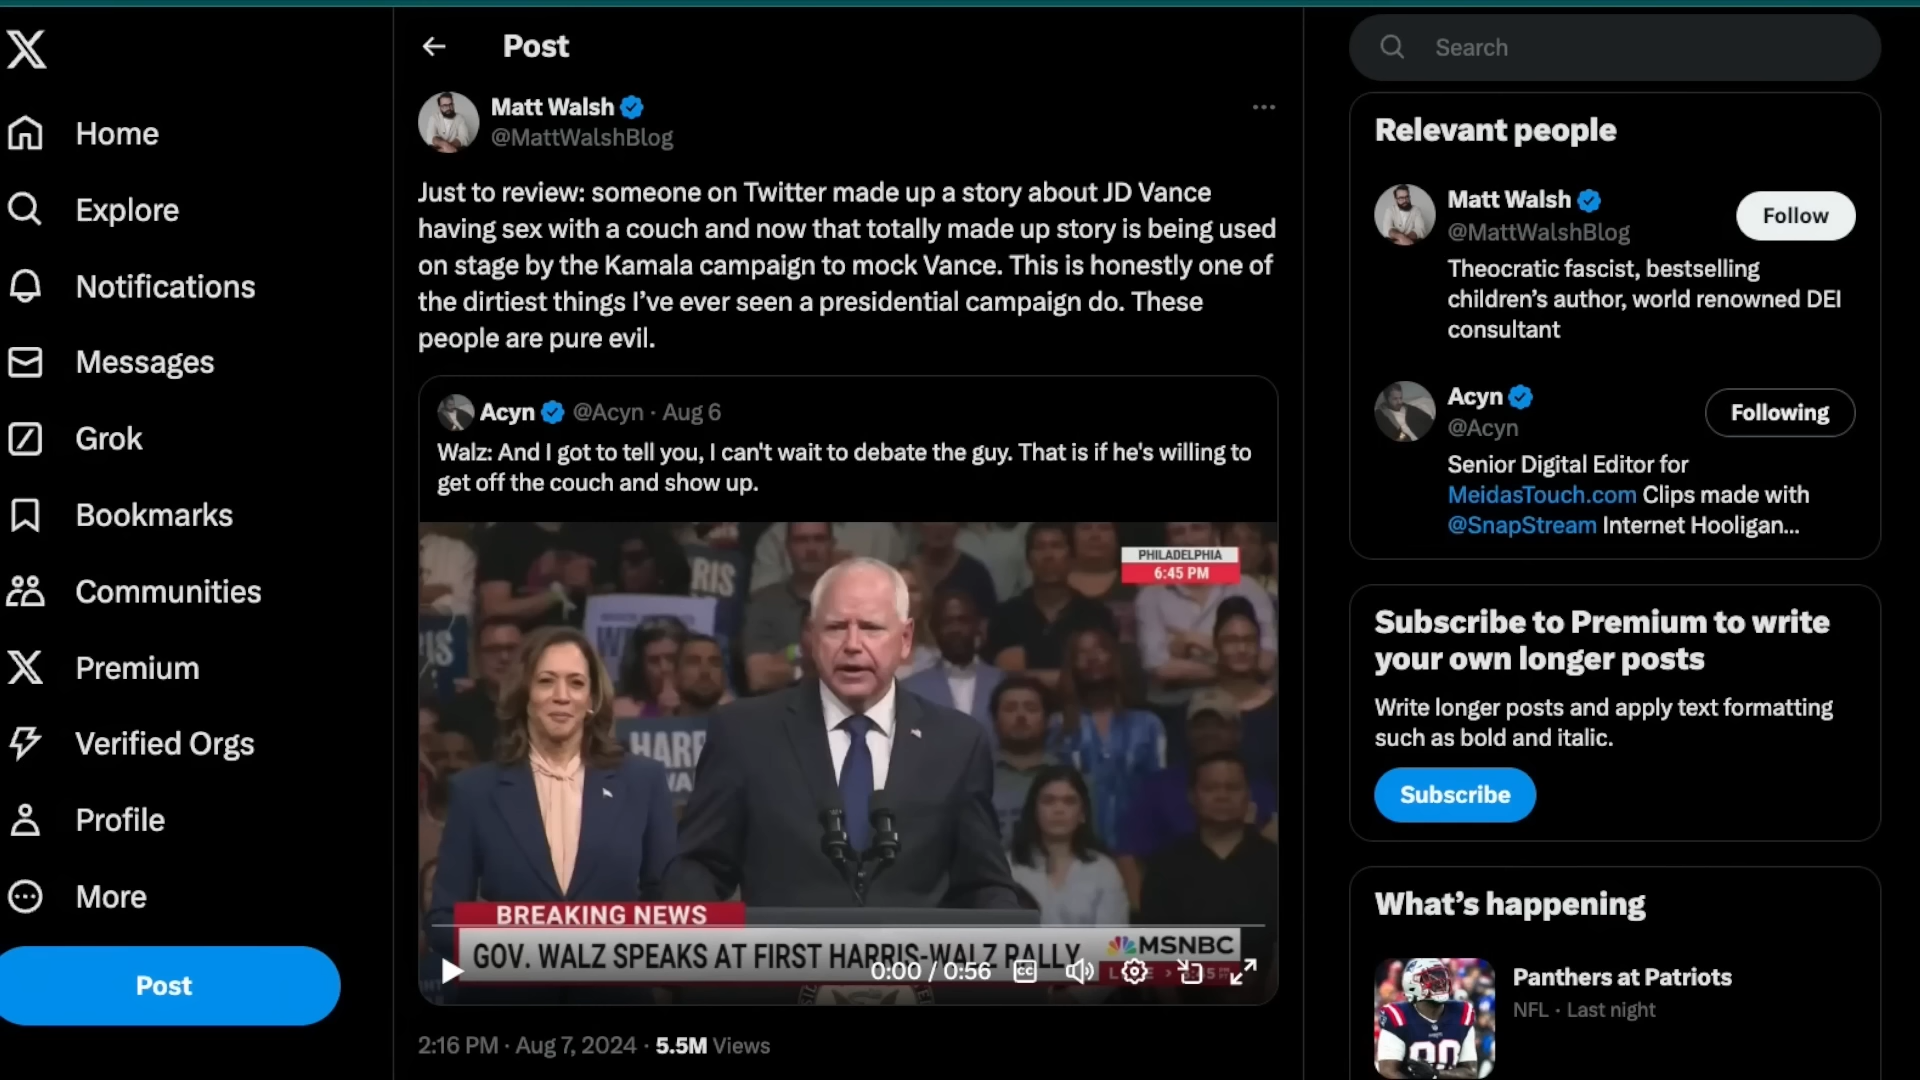 Home
Explore
Notifications
Messages
Grok
Bookmarks
Communities
Premium
Verified Orgs
Profile
More
Post
Post
Matt Walsh
@MattWalshBlog
Just to review: someone on Twitter made up a story about JD Vance
having sex with a couch and now that totally made up story is being used
on stage by the Kamala campaign to mock Vance. This is honestly one of
the dirtiest things I’ve ever seen a presidential campaign do. These
people are pure evil.
Acyn @Acyn · Aug 6
Walz: And I got to tell you, I can't wait to debate the guy. That is if he's willing to
get off the couch and show up.
PHILADELPHIA
6:45 PM
RIS
IS
HARR
WA
BREAKING NEWS
GOV. WALZ SPEAKS AT FIRST HARRIS-WALZ RALLY
MSNBC
0:00 / 0:56
CC
2:16 PM · Aug 7, 2024 · 5.5M Views
Search
Relevant people
Matt Walsh
@MattWalshBlog
Follow
Theocratic fascist, bestselling
children’s author, world renowned DEI
consultant
Acyn
@Acyn
Following
Senior Digital Editor for
MeidasTouch.com Clips made with
@SnapStream Internet Hooligan...
Subscribe to Premium to write
your own longer posts
Write longer posts and apply text formatting
such as bold and italic.
Subscribe
What’s happening
Panthers at Patriots
NFL · Last night